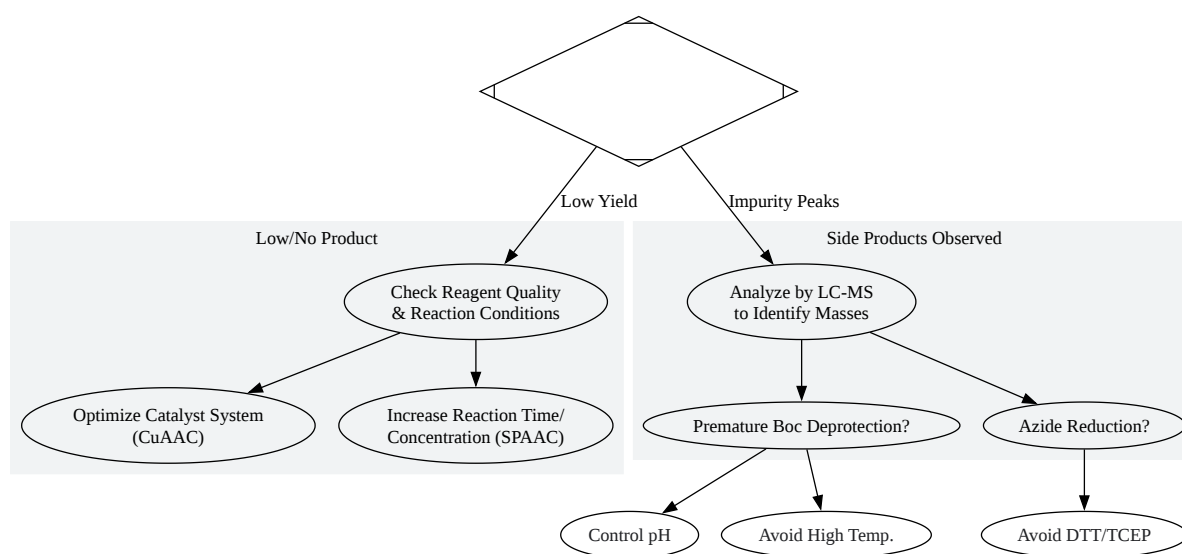 Low Yield
Impurity Peaks
Low/No Product
Side Products Observed
Check Reagent Quality
& Reaction Conditions
Analyze by LC-MS
to Identify Masses
Optimize Catalyst System
(CuAAC)
Increase Reaction Time/
Concentration (SPAAC)
Premature Boc Deprotection?
Azide Reduction?
Control pH
Avoid High Temp.
Avoid DTT/TCEP